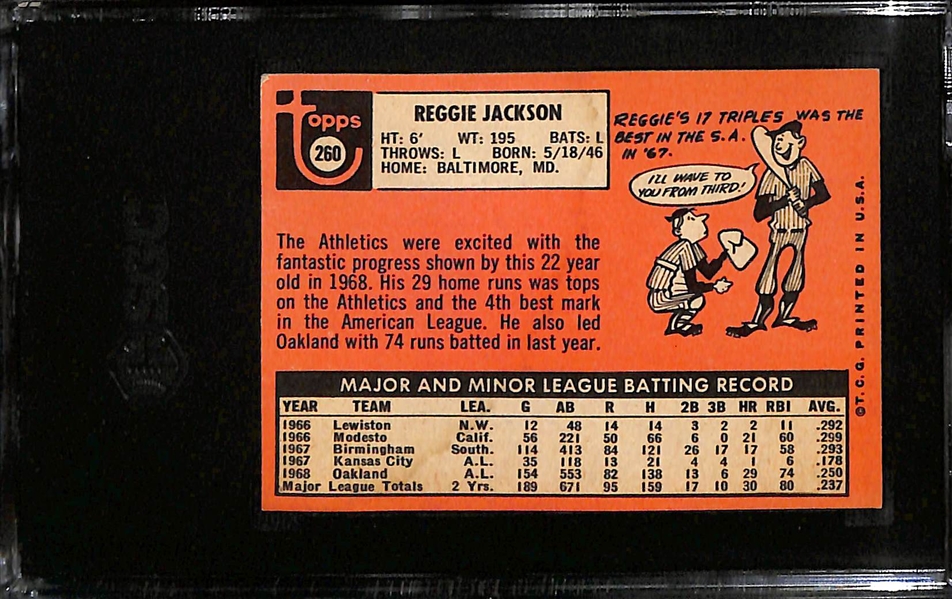 Topps
260
REGGIE JACKSON
HT: 6' WT: 195 BATS: L
THROWS: L BORN: 5/18/46
HOME: BALTIMORE, MD.
REGGIE'S 17 TRIPLES WAS THE
BEST IN THE S.A.
IN '67.
I'LL WAVE TO
YOU FROM THIRD!
The Athletics were excited with the
fantastic progress shown by this 22 year
old in 1968. His 29 home runs was tops
on the Athletics and the 4th best mark
in the American League. He also led
Oakland with 74 runs batted in last year.
MAJOR AND MINOR LEAGUE BATTING RECORD
YEAR TEAM LEA. G AB R H 2B 3B HR RBI AVG.
1966 Lewiston N.W. 12 48 14 14 3 2 2 11 .292
1966 Modesto Calif. 56 221 50 66 6 0 21 60 .299
1967 Birmingham South. 114 413 84 121 26 17 17 58 .293
1967 Kansas City A.L. 35 118 13 21 4 4 1 6 .178
1968 Oakland A.L. 154 553 82 138 13 6 29 74 .250
Major League Totals 2 Yrs. 189 671 95 159 17 10 30 80 .237
©T.C.G. PRINTED IN U.S.A.